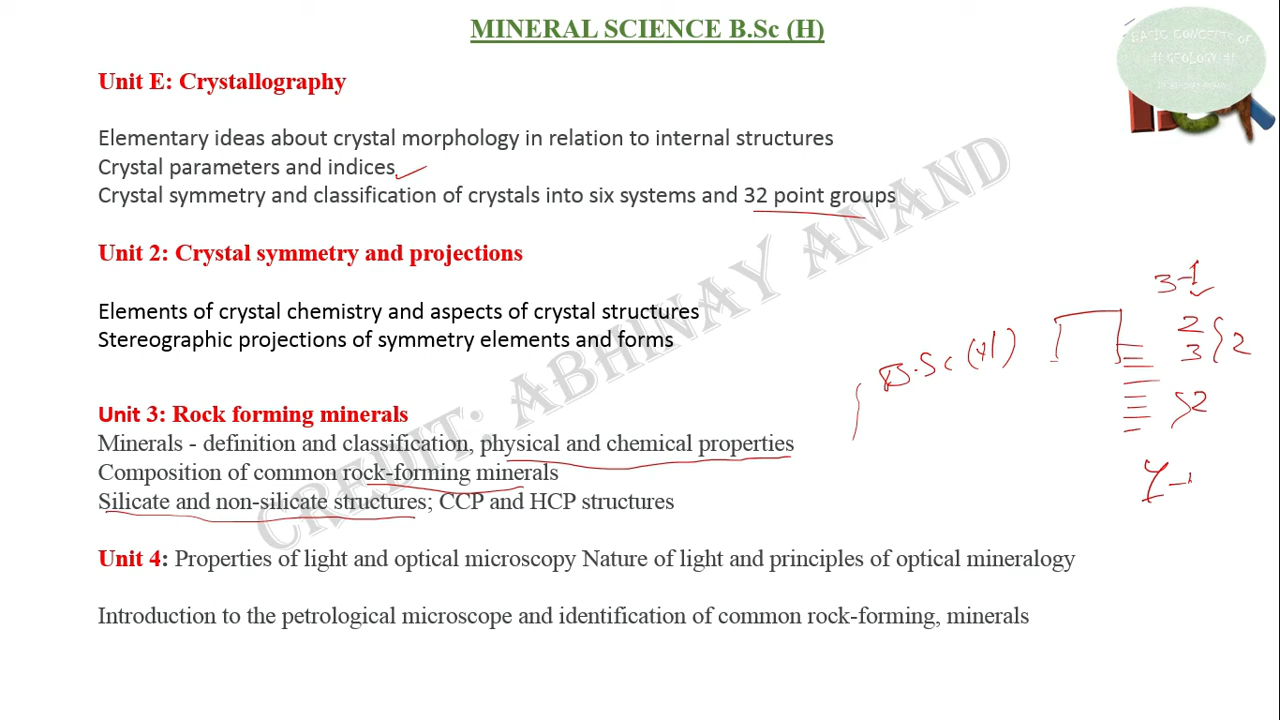 MINERAL SCIENCE B.Sc (H)
BASIC CONCEPTS OF
GEOLOGY
Unit E: Crystallography
Elementary ideas about crystal morphology in relation to internal structures
Crystal parameters and indices
Crystal symmetry and classification of crystals into six systems and 32 point groups
Unit 2: Crystal symmetry and projections
Elements of crystal chemistry and aspects of crystal structures
Stereographic projections of symmetry elements and forms
3-1
2
3
2
B.Sc (H)
2
Unit 3: Rock forming minerals
Minerals - definition and classification, physical and chemical properties
Composition of common rock-forming minerals
Silicate and non-silicate structures; CCP and HCP structures
Unit 4: Properties of light and optical microscopy Nature of light and principles of optical mineralogy
Introduction to the petrological microscope and identification of common rock-forming, minerals
CREDIT: ABHINAY ANAND